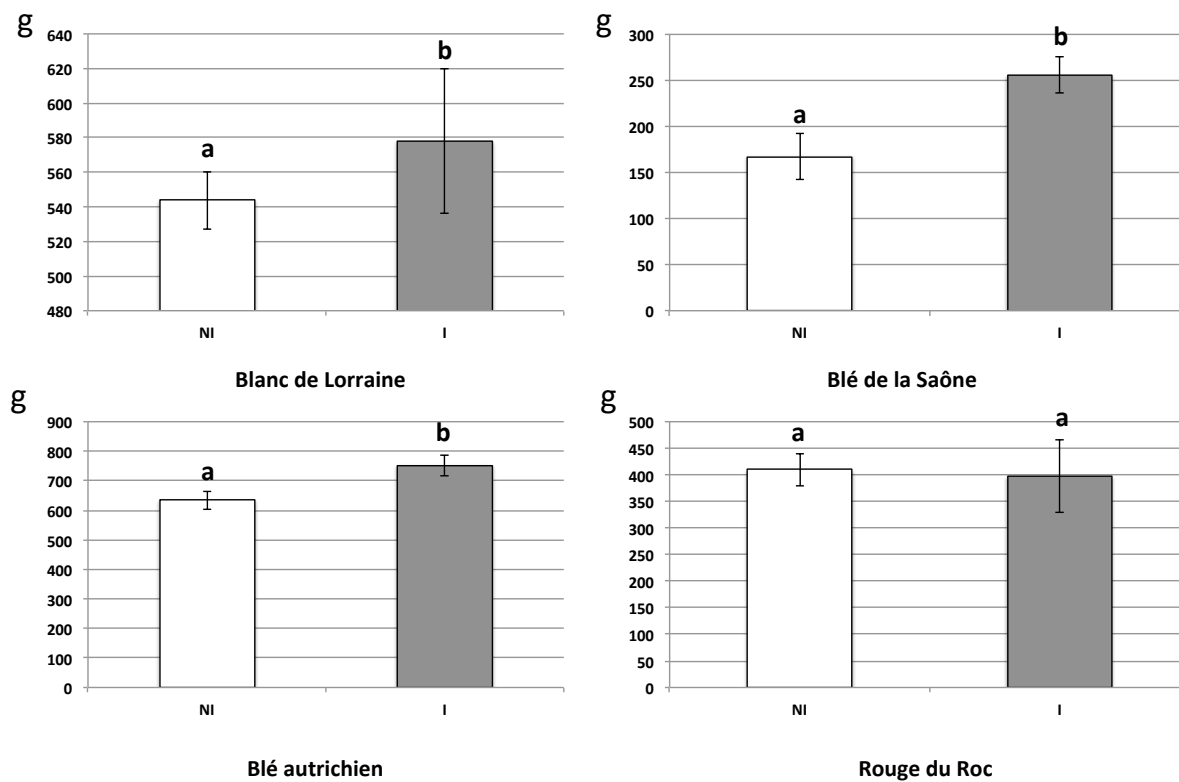 g
640
620
600
580
560
540
520
500
480
a
b
NI I
Blanc de Lorraine
g
300
250
200
150
100
50
0
a
b
NI I
Blé de la Saône
g
900
800
700
600
500
400
300
200
100
0
a
b
NI I
Blé autrichien
g
500
450
400
350
300
250
200
150
100
50
0
a
a
NI I
Rouge du Roc